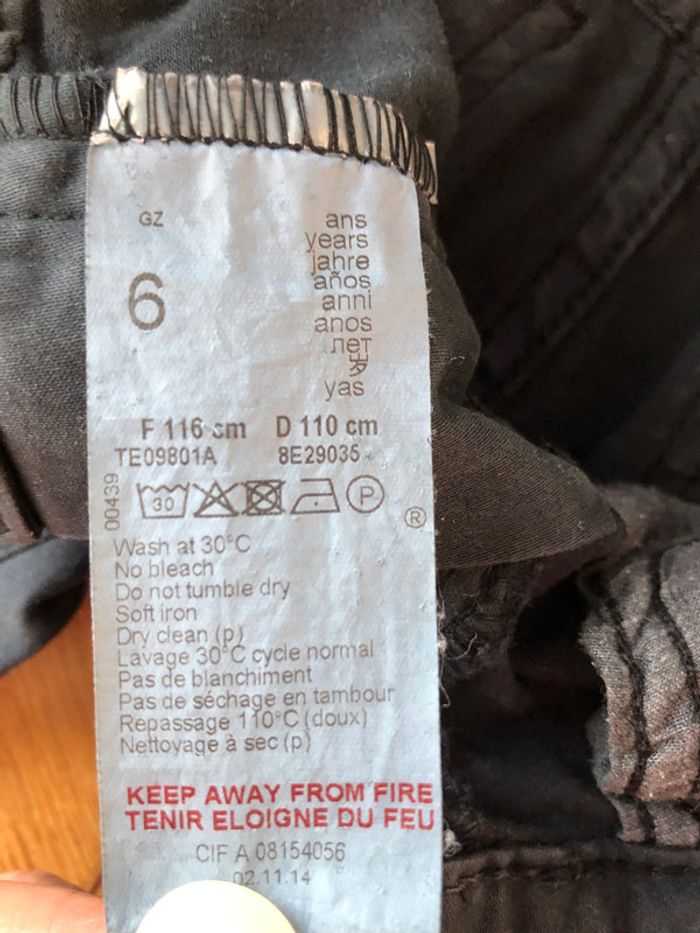 GZ
6
ans
years
jahre
años
anni
anos
лет
岁
yas
F 116 cm D 110 cm
TE09801A 8E29035
00439
30 P
®
Wash at 30°C
No bleach
Do not tumble dry
Soft iron
Dry clean (p)
Lavage 30°C cycle normal
Pas de blanchiment
Pas de séchage en tambour
Repassage 110°C (doux)
Nettoyage à sec (p)
KEEP AWAY FROM FIRE
TENIR ELOIGNE DU FEU
CIF A 08154056
02.11.14